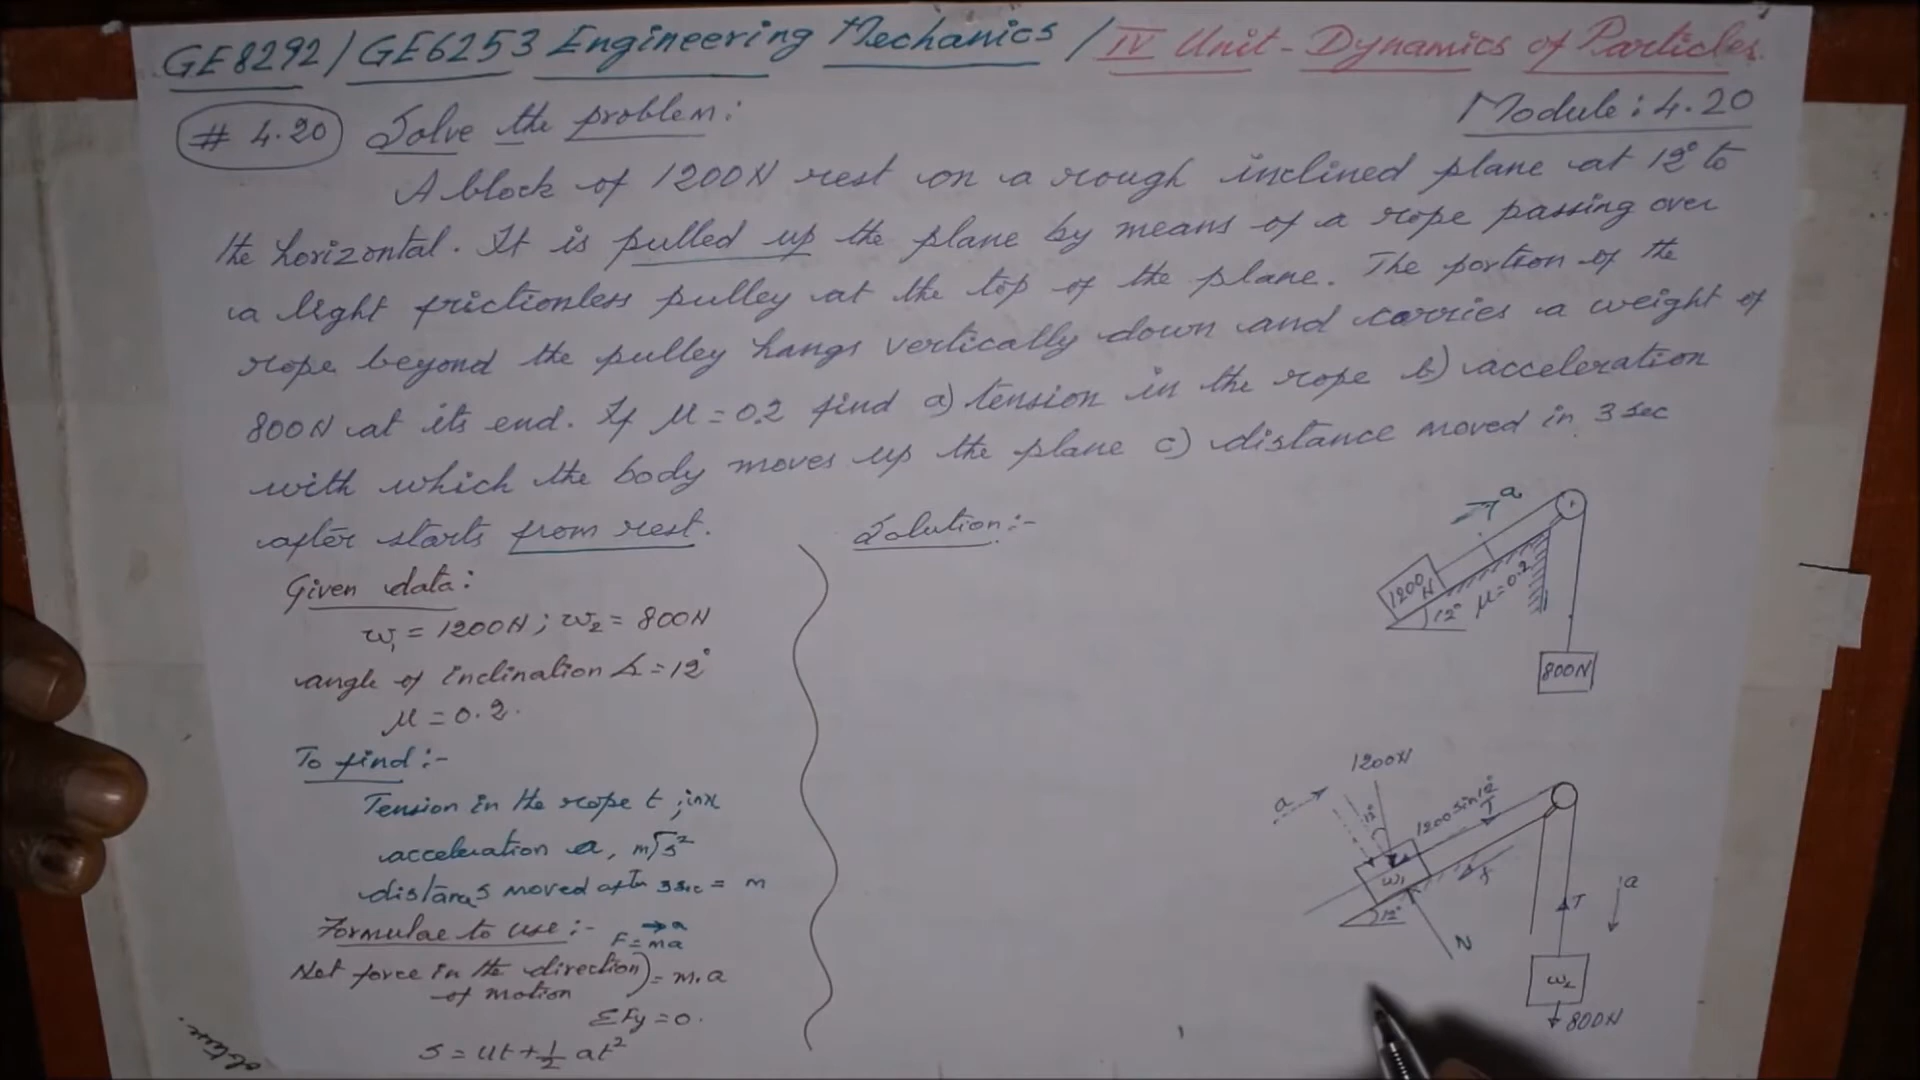 GE8292/GE6253 Engineering Mechanics / IV Unit - Dynamics of Particles.
Module: 4.20
# 4.20 Solve the problem:
A block of 1200N rest on a rough inclined plane at 12° to
the horizontal. It is pulled up the plane by means of a rope passing over
a light frictionless pulley at the top of the plane. The portion of the
rope beyond the pulley hangs vertically down and carries a weight of
800N at its end. If μ = 0.2 find a) tension in the rope b) acceleration
with which the body moves up the plane c) distance moved in 3 sec
after starts from rest.
Solution:-
Given data:
w₁ = 1200N; w₂ = 800N
angle of inclination = 12°
μ = 0.2.
To find:-
Tension in the rope t; in
acceleration a, m/s²
moved 3 sec = m
Formulae to use:-
F = ma
Net force in the direction) = m.a
of motion
ΣFy = 0.
S = ut + ½ at²
a
1200N
12°
μ = 0.2
800N
1200N
a
12°
1200 sin 12°
T
w₁
f
12°
N
T
a
w₂
800N